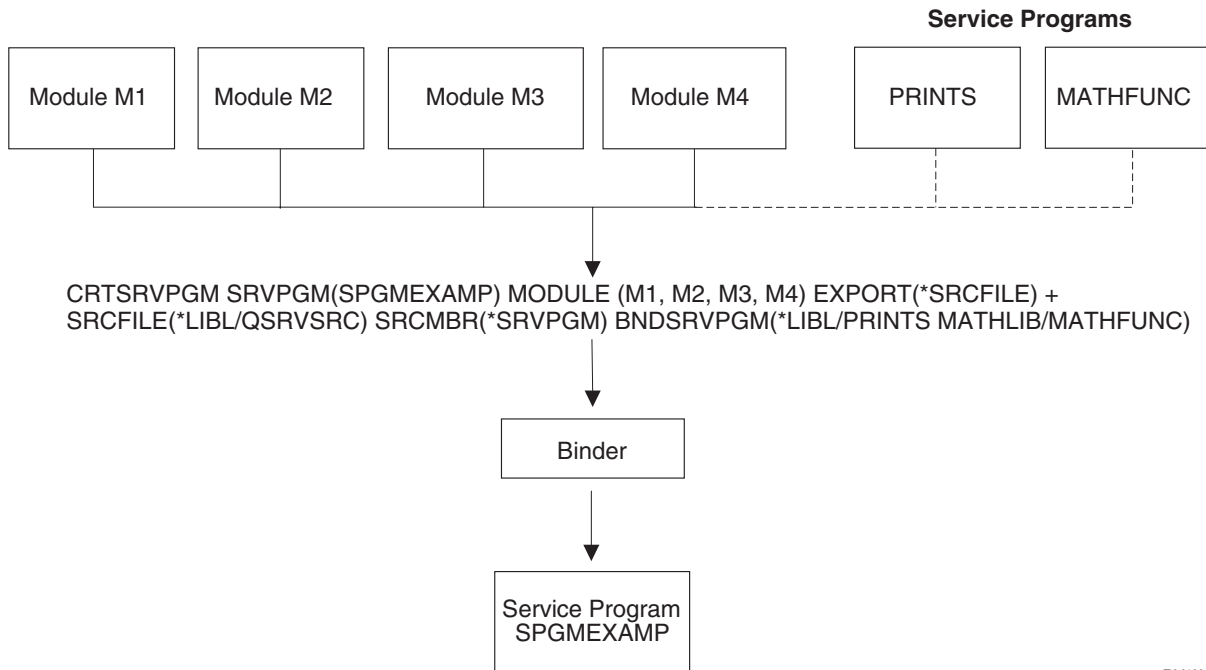 Service Programs
Module M1
Module M2
Module M3
Module M4
PRINTS
MATHFUNC
CRTSRVPGM SRVPGM(SPGMEXAMP) MODULE (M1, M2, M3, M4) EXPORT(*SRCFILE) +
SRCFILE(*LIBL/QSRVSRC) SRCMBR(*SRVPGM) BNDSRVPGM(*LIBL/PRINTS MATHLIB/MATHFUNC)
Binder
Service Program
SPGMEXAMP